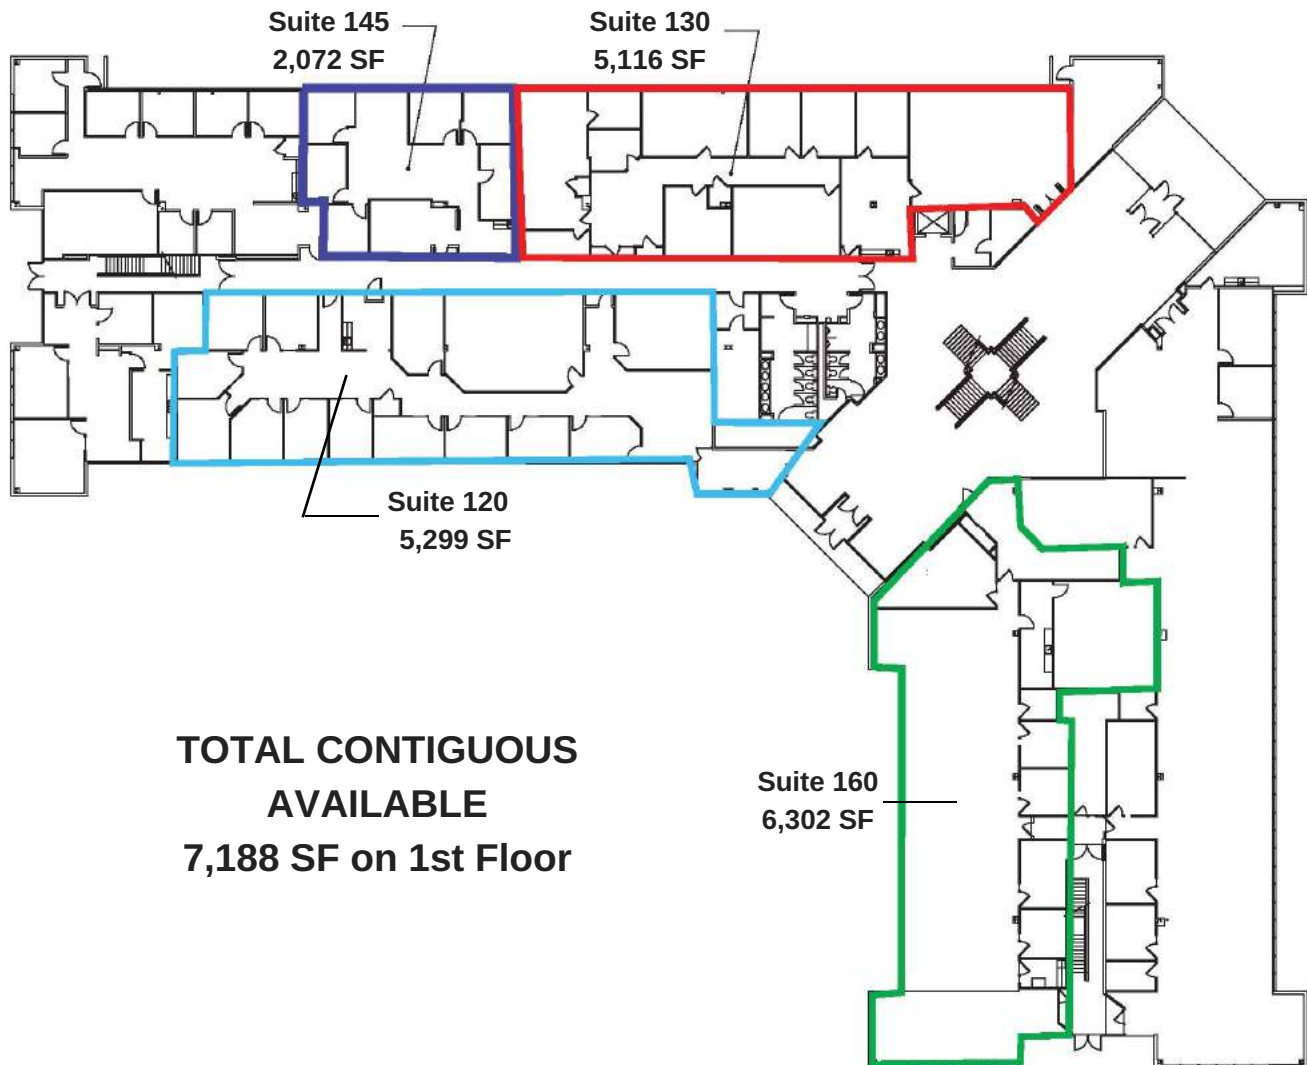 Suite 145
2,072 SF
Suite 130
5,116 SF
Suite 120
5,299 SF
TOTAL CONTIGUOUS
AVAILABLE
7,188 SF on 1st Floor
Suite 160
6,302 SF